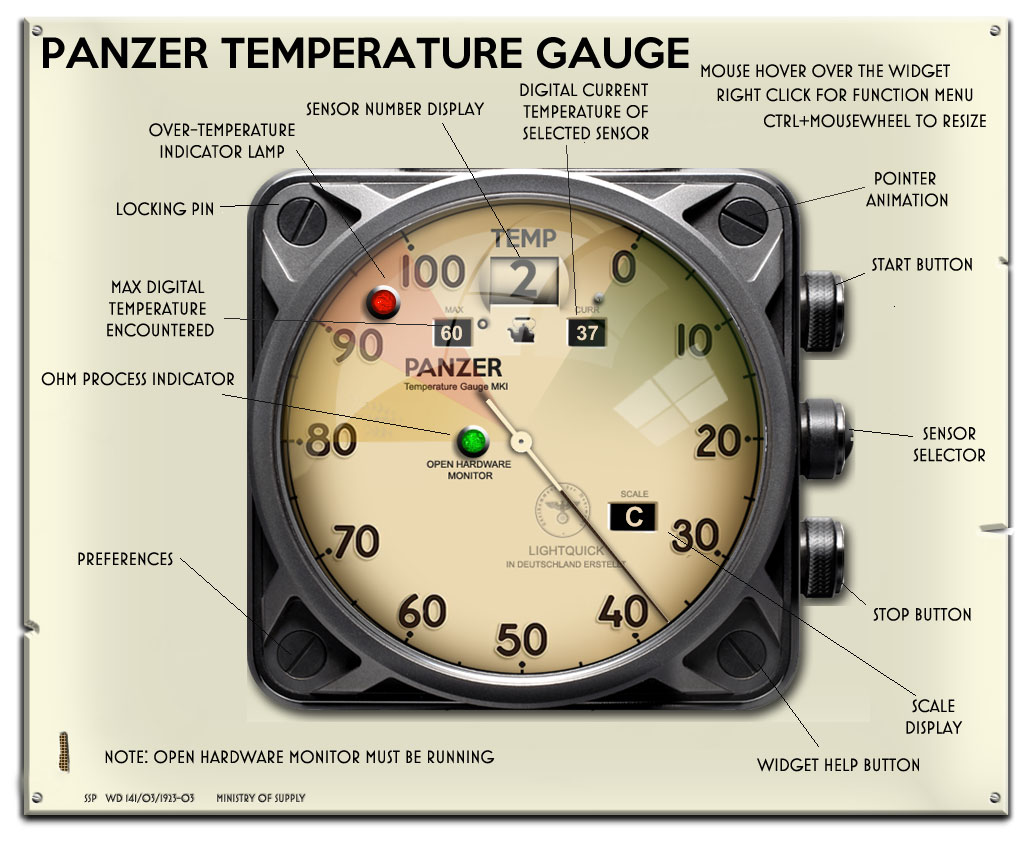 PANZER TEMPERATURE GAUGE
MOUSE HOVER OVER THE WIDGET
RIGHT CLICK FOR FUNCTION MENU
CTRL+MOUSEWHEEL TO RESIZE
SENSOR NUMBER DISPLAY
DIGITAL CURRENT
TEMPERATURE OF
SELECTED SENSOR
OVER-TEMPERATURE
INDICATOR LAMP
LOCKING PIN
POINTER
ANIMATION
START BUTTON
MAX DIGITAL
TEMPERATURE
ENCOUNTERED
OHM PROCESS INDICATOR
SENSOR
SELECTOR
PREFERENCES
STOP BUTTON
SCALE
DISPLAY
WIDGET HELP BUTTON
TEMP
2
100
0
MAX
CURR
60 °
37
90
10
PANZER
Temperature Gauge MKI
80
20
OPEN HARDWARE
MONITOR
SCALE
C
70
30
LIGHTQUICK
IN DEUTSCHLAND ERSTELLT
60
40
50
NOTE: OPEN HARDWARE MONITOR MUST BE RUNNING
SSP WD 141/03/1923-03 MINISTRY OF SUPPLY